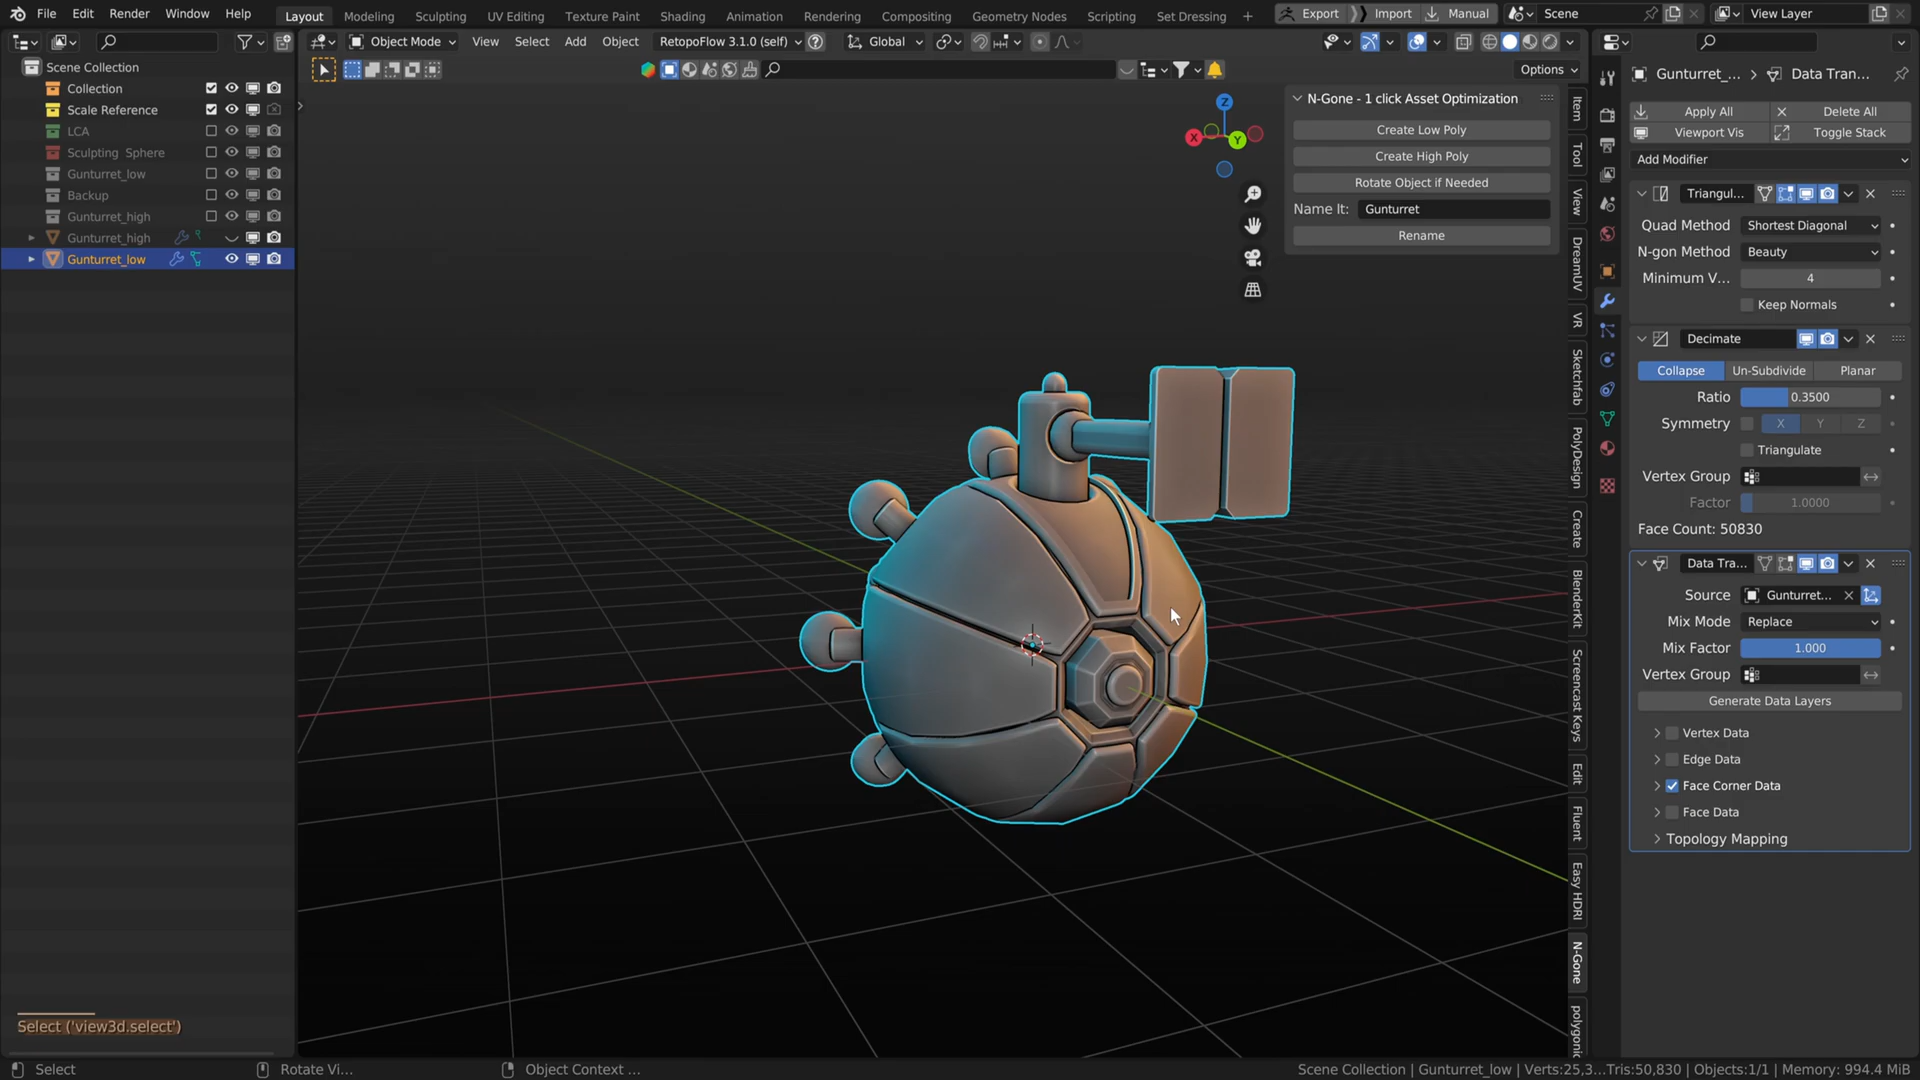 File Edit Render Window Help Layout Modeling Sculpting UV Editing Texture Paint Shading Animation Rendering Compositing Geometry Nodes Scripting Set Dressing + Export Import Manual Scene View Layer
Object Mode View Select Add Object RetopoFlow 3.1.0 (self) Global
Options
Scene Collection
Collection
Scale Reference
LCA
Sculpting Sphere
Gunturret_low
Backup
Gunturret_high
Gunturret_high
Gunturret_low
Select ('view3d.select')
Z
X
Y
N-Gone - 1 click Asset Optimization
Create Low Poly
Create High Poly
Rotate Object if Needed
Name It: Gunturret
Rename
Item
Tool
View
DreamUV
VR
Sketchfab
PolyDesign
Create
BlenderKit
Screencast Keys
Edit
Fluent
Easy HDRI
N-Gone
Gunturret_... > Data Tran...
Apply All Delete All
Viewport Vis Toggle Stack
Add Modifier
Triangul...
Quad Method Shortest Diagonal
N-gon Method Beauty
Minimum V... 4
Keep Normals
Decimate
Collapse Un-Subdivide Planar
Ratio 0.3500
Symmetry X Y Z
Triangulate
Vertex Group
Factor 1.0000
Face Count: 50830
Data Tra...
Source Gunturret...
Mix Mode Replace
Mix Factor 1.000
Vertex Group
Generate Data Layers
Vertex Data
Edge Data
Face Corner Data
Face Data
Topology Mapping
Select Rotate Vi... Object Context ... Scene Collection | Gunturret_low | Verts:25,3...Tris:50,830 | Objects:1/1 | Memory: 994.4 MiB